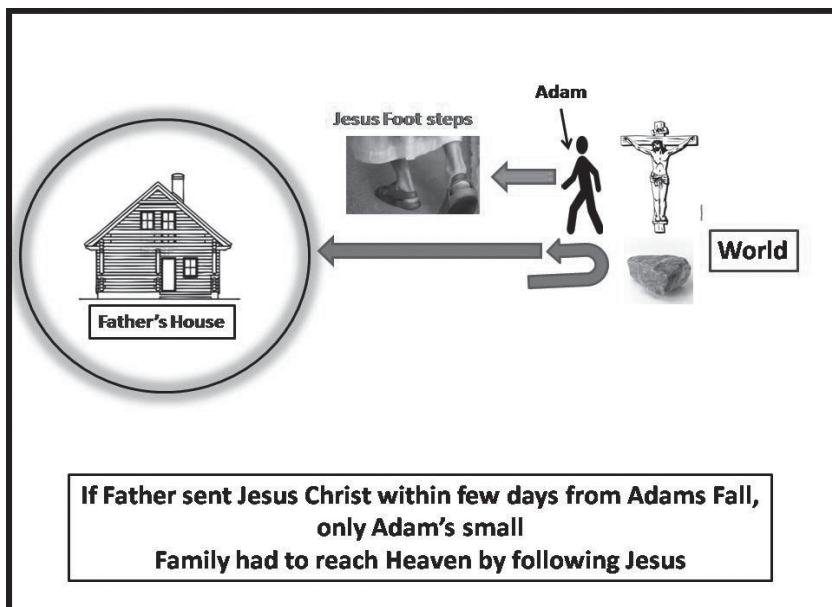 Adam
Jesus Foot steps
World
Father's House
If Father sent Jesus Christ within few days from Adams Fall,
only Adam's small
Family had to reach Heaven by following Jesus